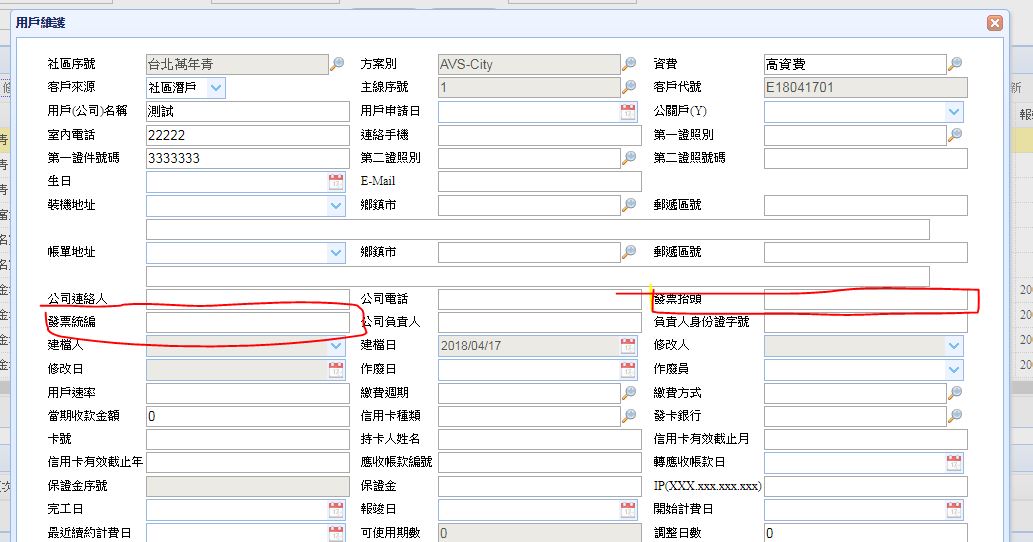 用戶維護
社區序號 台北萬年青 方案別 AVS-City 資費 高資費
客戶來源 社區潛戶 主線序號 1 客戶代號 E18041701
用戶(公司)名稱 測試 用戶申請日 公關戶(Y)
室內電話 22222 連絡手機 第一證照別
第一證件號碼 3333333 第二證照別 第二證照號碼
生日 E-Mail
裝機地址 鄉鎮市 郵遞區號
帳單地址 鄉鎮市 郵遞區號
公司連絡人 公司電話 發票抬頭
發票統編 公司負責人 負責人身份證字號
建檔人 建檔日 2018/04/17 修改人
修改日 作廢日 作廢員
用戶速率 繳費週期 繳費方式
當期收款金額 0 信用卡種類 發卡銀行
卡號 持卡人姓名 信用卡有效截止月
信用卡有效截止年 應收帳款編號 轉應收帳款日
保證金序號 保證金 IP(XXX.xxx.xxx.xxx)
完工日 報竣日 開始計費日
最近續約計費日 可使用期數 0 調整日數 0